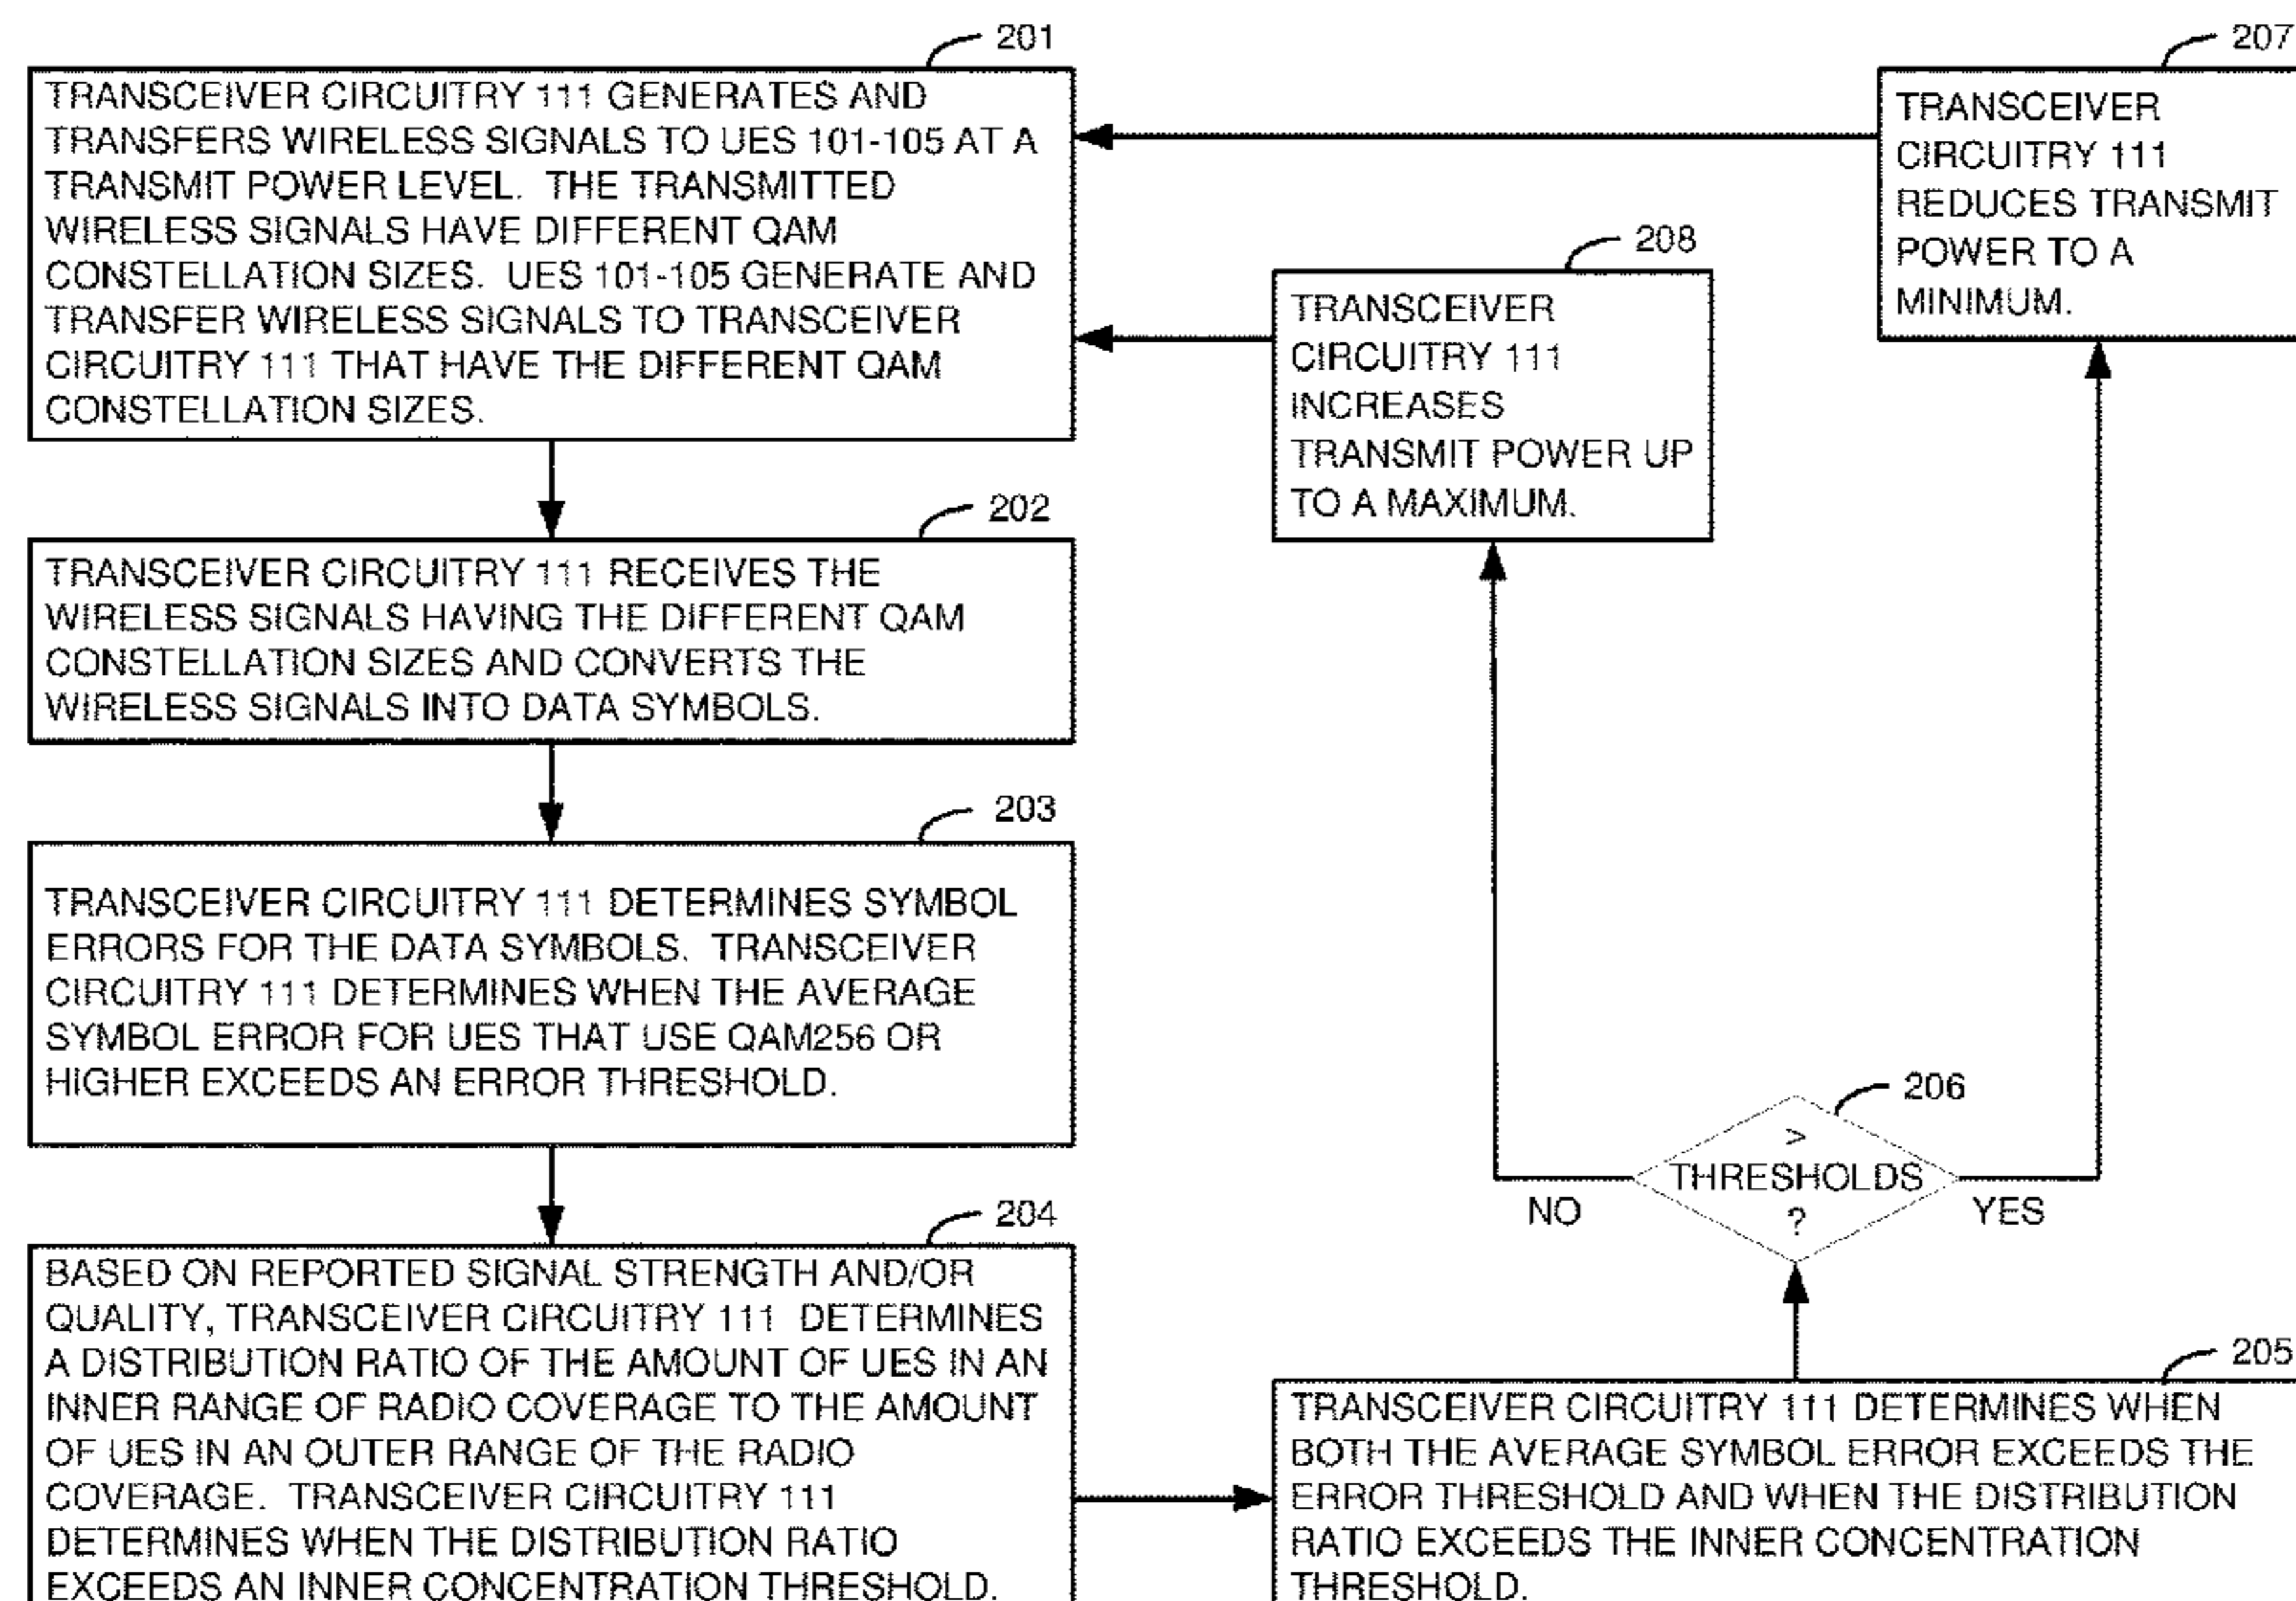 201
TRANSCEIVER CIRCUITRY 111 GENERATES AND
TRANSFERS WIRELESS SIGNALS TO UES 101-105 AT A
TRANSMIT POWER LEVEL. THE TRANSMITTED
WIRELESS SIGNALS HAVE DIFFERENT QAM
CONSTELLATION SIZES. UES 101-105 GENERATE AND
TRANSFER WIRELESS SIGNALS TO TRANSCEIVER
CIRCUITRY 111 THAT HAVE THE DIFFERENT QAM
CONSTELLATION SIZES.
202
TRANSCEIVER CIRCUITRY 111 RECEIVES THE
WIRELESS SIGNALS HAVING THE DIFFERENT QAM
CONSTELLATION SIZES AND CONVERTS THE
WIRELESS SIGNALS INTO DATA SYMBOLS.
203
TRANSCEIVER CIRCUITRY 111 DETERMINES SYMBOL
ERRORS FOR THE DATA SYMBOLS. TRANSCEIVER
CIRCUITRY 111 DETERMINES WHEN THE AVERAGE
SYMBOL ERROR FOR UES THAT USE QAM256 OR
HIGHER EXCEEDS AN ERROR THRESHOLD.
204
BASED ON REPORTED SIGNAL STRENGTH AND/OR
QUALITY, TRANSCEIVER CIRCUITRY 111 DETERMINES
A DISTRIBUTION RATIO OF THE AMOUNT OF UES IN AN
INNER RANGE OF RADIO COVERAGE TO THE AMOUNT
OF UES IN AN OUTER RANGE OF THE RADIO
COVERAGE. TRANSCEIVER CIRCUITRY 111
DETERMINES WHEN THE DISTRIBUTION RATIO
EXCEEDS AN INNER CONCENTRATION THRESHOLD.
205
TRANSCEIVER CIRCUITRY 111 DETERMINES WHEN
BOTH THE AVERAGE SYMBOL ERROR EXCEEDS THE
ERROR THRESHOLD AND WHEN THE DISTRIBUTION
RATIO EXCEEDS THE INNER CONCENTRATION
THRESHOLD.
206
>
THRESHOLDS
?
NO
YES
207
TRANSCEIVER
CIRCUITRY 111
REDUCES TRANSMIT
POWER TO A
MINIMUM.
208
TRANSCEIVER
CIRCUITRY 111
INCREASES
TRANSMIT POWER UP
TO A MAXIMUM.